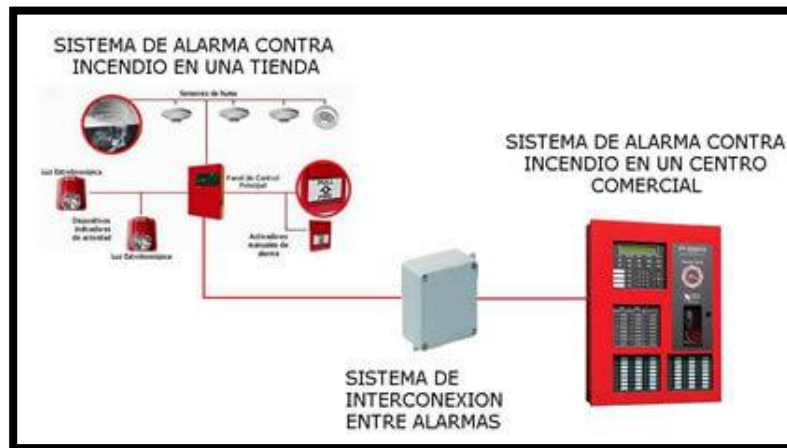 SISTEMA DE ALARMA CONTRA
INCENDIO EN UNA TIENDA
Sensores de humo
Luz Estroboscópica
Panel de Control
Principal
PULL
Dispositivos
indicadores
de actividad
Luz Estroboscópica
Activadores
manuales de
alarma
SISTEMA DE ALARMA CONTRA
INCENDIO EN UN CENTRO
COMERCIAL
SISTEMA DE
INTERCONEXION
ENTRE ALARMAS